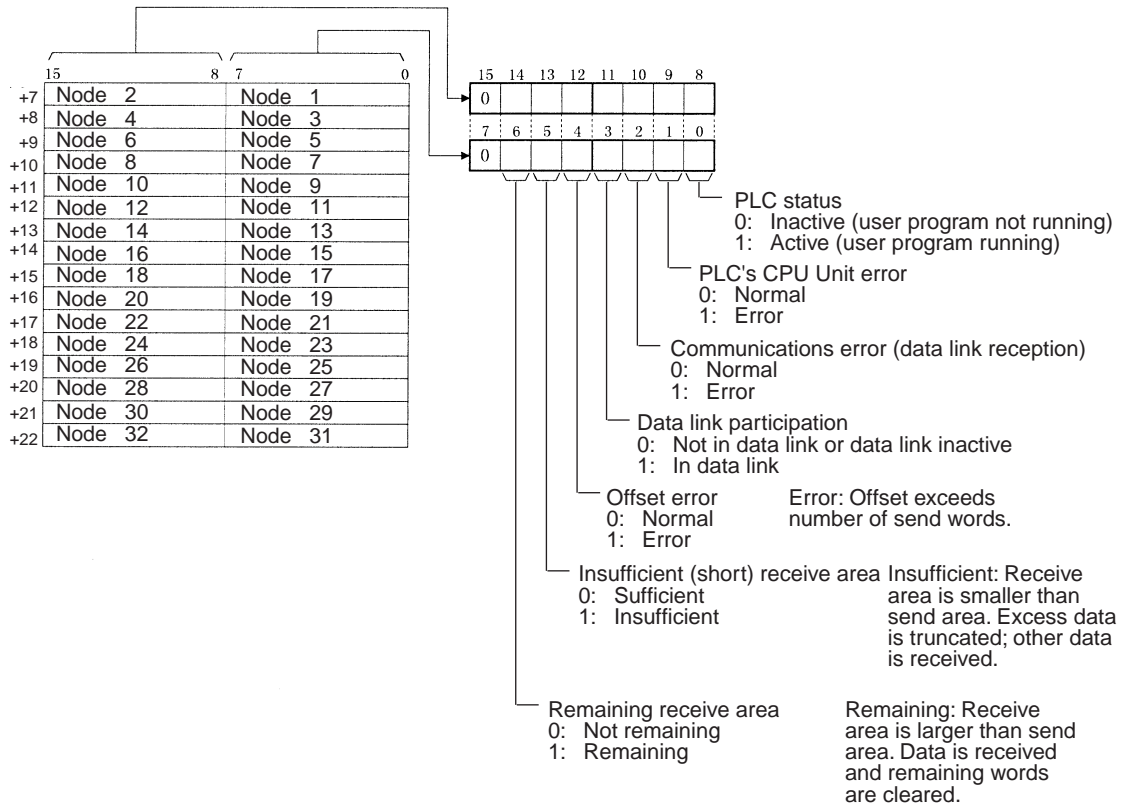 15 8 7 0
+7 Node 2 Node 1
+8 Node 4 Node 3
+9 Node 6 Node 5
+10 Node 8 Node 7
+11 Node 10 Node 9
+12 Node 12 Node 11
+13 Node 14 Node 13
+14 Node 16 Node 15
+15 Node 18 Node 17
+16 Node 20 Node 19
+17 Node 22 Node 21
+18 Node 24 Node 23
+19 Node 26 Node 25
+20 Node 28 Node 27
+21 Node 30 Node 29
+22 Node 32 Node 31
15 14 13 12 11 10 9 8
0
7 6 5 4 3 2 1 0
0
PLC status
0: Inactive (user program not running)
1: Active (user program running)
PLC's CPU Unit error
0: Normal
1: Error
Communications error (data link reception)
0: Normal
1: Error
Data link participation
0: Not in data link or data link inactive
1: In data link
Offset error
0: Normal
1: Error
Error: Offset exceeds
number of send words.
Insufficient (short) receive area
0: Sufficient
1: Insufficient
Insufficient: Receive
area is smaller than
send area. Excess data
is truncated; other data
is received.
Remaining receive area
0: Not remaining
1: Remaining
Remaining: Receive
area is larger than send
area. Data is received
and remaining words
are cleared.